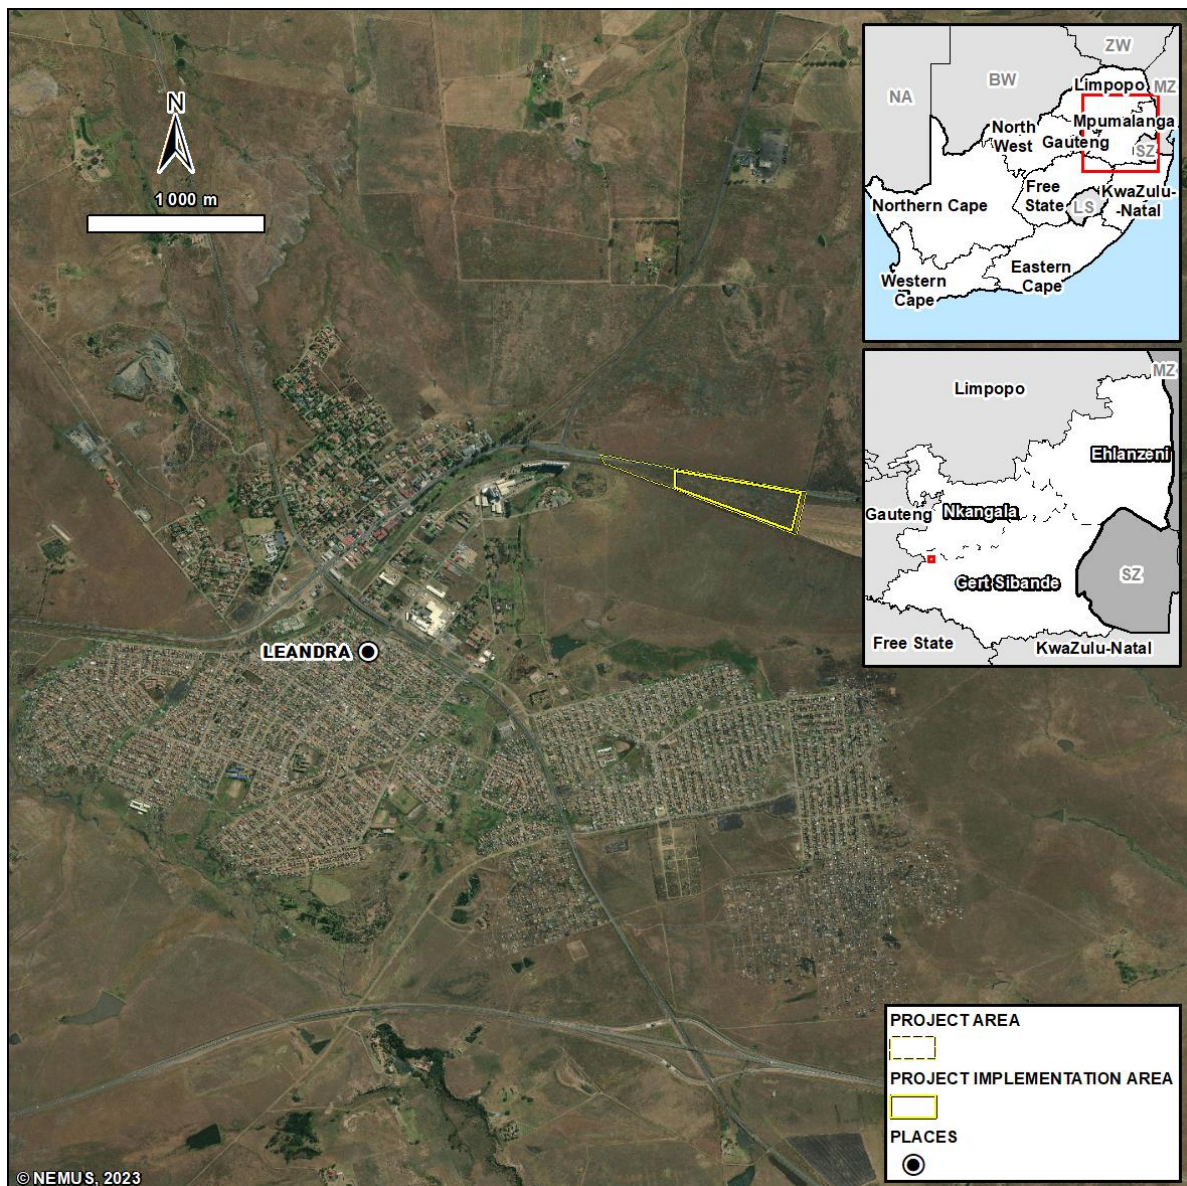 N
1 000 m
LEANDRA
© NEMUS, 2023
ZW
BW
NA
Limpopo
MZ
Mpumalanga
North
West
Gauteng
SZ
Free
State
KwaZulu-
-Natal
LS
Northern Cape
Eastern
Cape
Western
Cape
MZ
Limpopo
Ehlanzeni
Gauteng
Nkangala
SZ
Gert Sibande
Free State
KwaZulu-Natal
PROJECT AREA
PROJECT IMPLEMENTATION AREA
PLACES